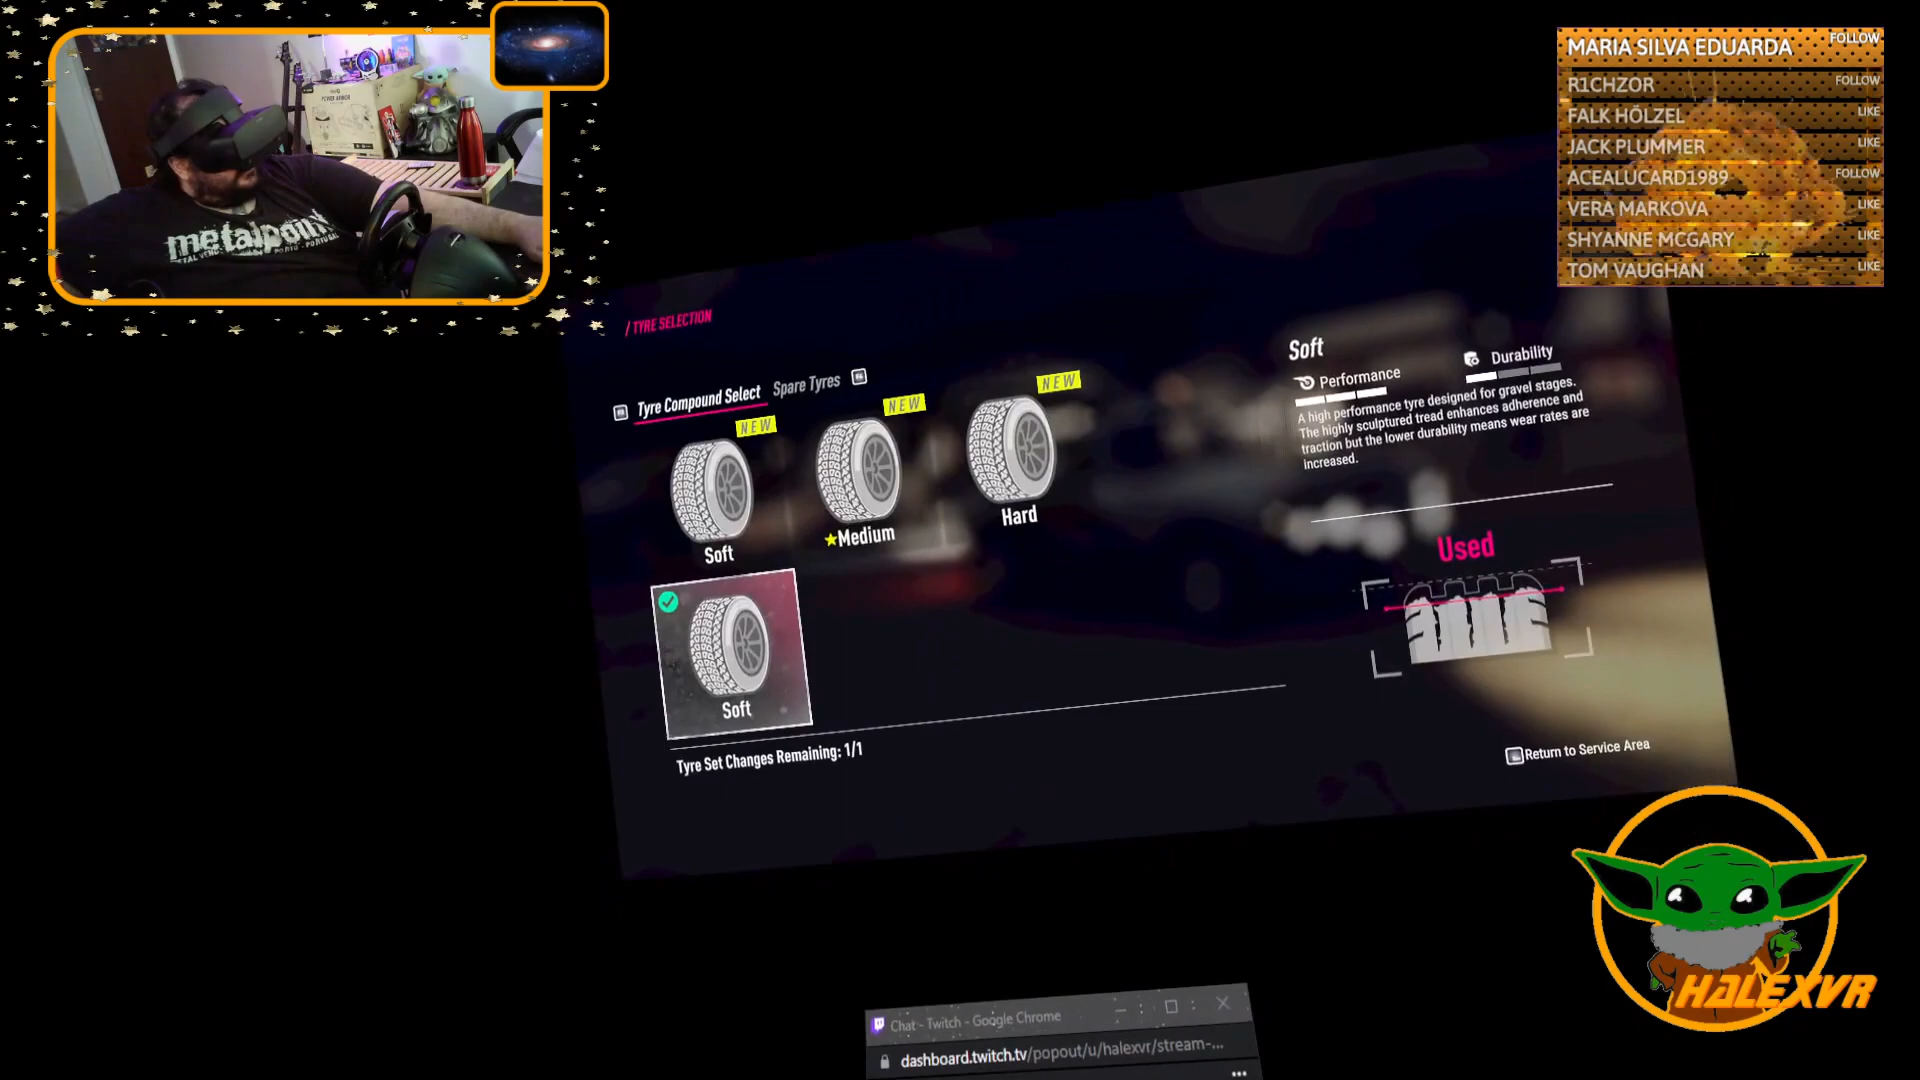 metalpoint
MARIA SILVA EDUARDA FOLLOW
R1CHZOR FOLLOW
FALK HÖLZEL LIKE
JACK PLUMMER LIKE
ACEALUCARD1989 FOLLOW
VERA MARKOVA LIKE
SHYANNE MCGARY LIKE
TOM VAUGHAN LIKE
/ TYRE SELECTION
Tyre Compound Select Spare Tyres
NEW
NEW
NEW
Soft
Medium
Hard
Soft
Tyre Set Changes Remaining: 1/1
Soft
Performance Durability
A high performance tyre designed for gravel stages.
The highly sculptured tread enhances adherence and
traction but the lower durability means wear rates are
increased.
Used
Return to Service Area
HALEXVR
Chat - Twitch - Google Chrome
dashboard.twitch.tv/popout/u/halexvr/stream-...